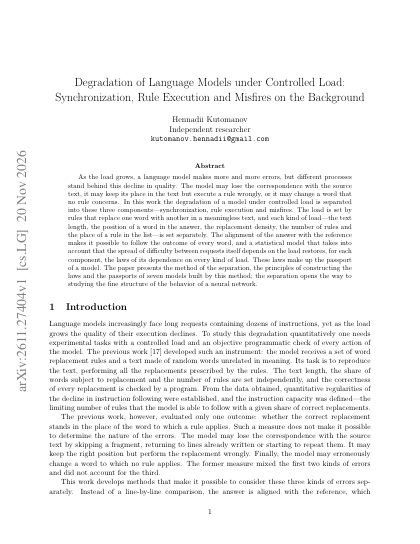 Degradation of Language Models under Controlled Load:
Synchronization, Rule Execution and Misfires on the Background
Hennadii Kutomanov
Independent researcher
kutomanov.hennadii@gmail.com
Abstract
As the load grows, a language model makes more and more errors, but different processes
stand behind this decline in quality. The model may lose the correspondence with the source
text, it may keep its place in the text but execute a rule wrongly, or it may change a word that
no rule concerns. In this work the degradation of a model under controlled load is separated
into these three components—synchronization, rule execution and misfires. The load is set by
rules that replace one word with another in a meaningless text, and each kind of load—the text
length, the position of a word in the answer, the replacement density, the number of rules and
the place of a rule in the list—is set separately. The alignment of the answer with the reference
makes it possible to follow the outcome of every word, and a statistical model that takes into
account the spread of difficulty between requests itself depends on the load restores, for each
component, the laws of its dependence on every kind of load. These laws make up the passport
of a model. The paper presents the method of the separation, the principles of constructing
the laws and the passports of seven models built by this method; the separation opens the way to
studying the fine structure of the behavior of a neural network.
1 Introduction
Language models increasingly face long requests containing dozens of instructions, yet as the load
grows the quality of their execution declines. To study this degradation quantitatively one needs
experimental tasks with a controlled load and an objective programmatic check of every action of
the model. The previous work [17] developed such an instrument: the model receives a set of word
replacement rules and a text made of random words unrelated in meaning. Its task is to reproduce
the text, performing all the replacements prescribed by the rules. The text length, the share of
words subject to replacement and the number of rules are set independently, and the correctness
of every replacement is checked by a program. From the data obtained, quantitative regularities of
the decline in instruction following were established, and the instruction capacity was defined—the
limiting number of rules that the model is able to follow with a given share of correct replacements.
The previous work, however, evaluated only one outcome: whether the correct replacement
stands in the place of the word to which a rule applies. Such a measure does not make it possible
to determine the nature of the errors. The model may lose the correspondence with the source
text by skipping a fragment, returning to lines already written or starting to repeat them. It may
keep the right position but perform the replacement wrongly. Finally, the model may erroneously
change a word to which no rule applies. The former measure mixed the first two kinds of errors
and did not account for the third.
This work develops methods that make it possible to consider these three kinds of errors sep-
arately. Instead of a line-by-line comparison, the answer is aligned with the reference, which
1
arXiv:2611.27404v1 [cs.LG] 20 Nov 2026